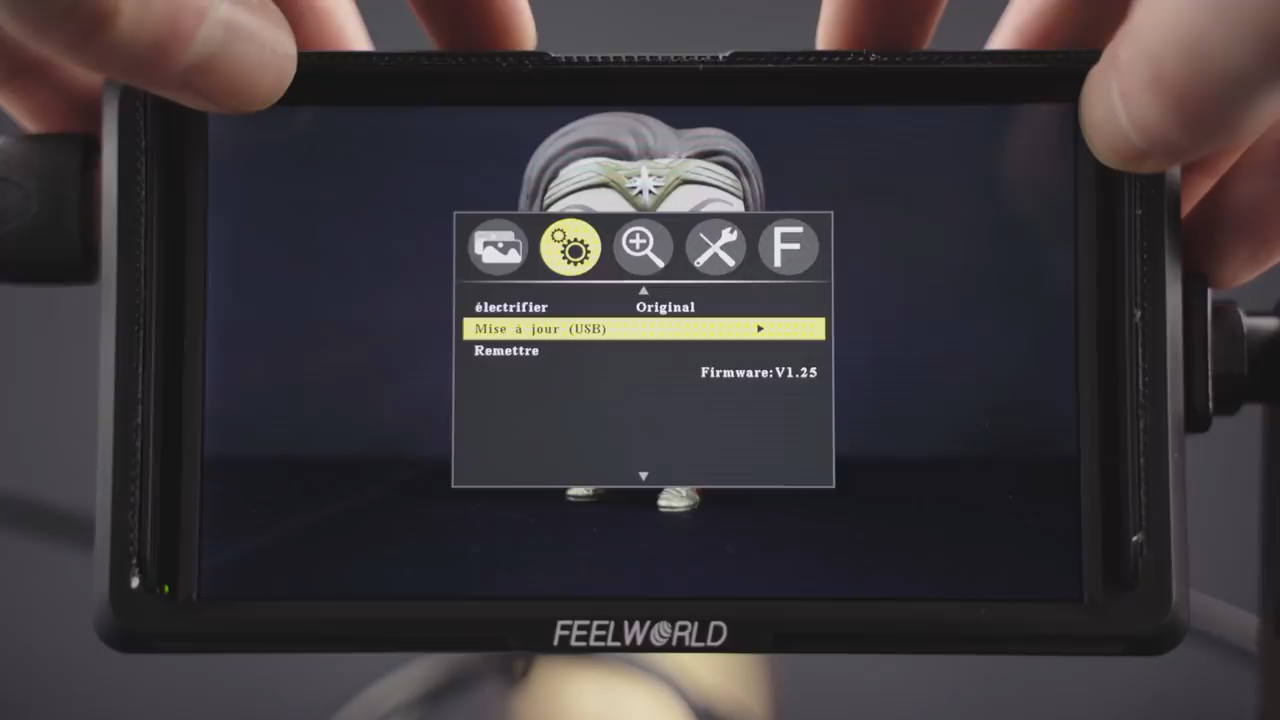 F
électrifier Original
Mise à jour (USB)
Remettre
Firmware:V1.25
FEELWORLD